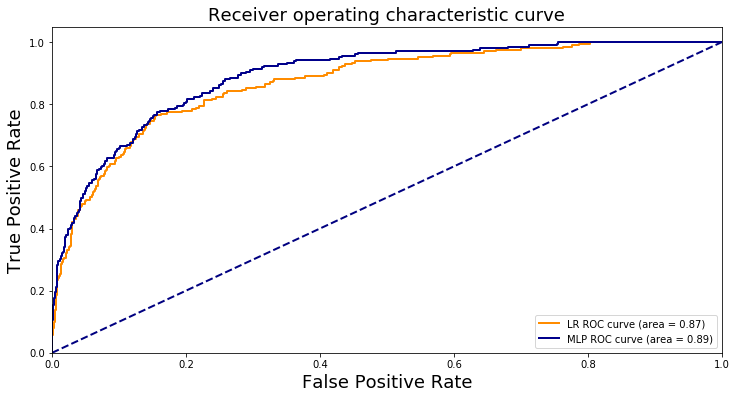 Receiver operating characteristic curve
True Positive Rate
1.0
0.8
0.6
0.4
0.2
0.0
0.0 0.2 0.4 0.6 0.8 1.0
False Positive Rate
LR ROC curve (area = 0.87)
MLP ROC curve (area = 0.89)